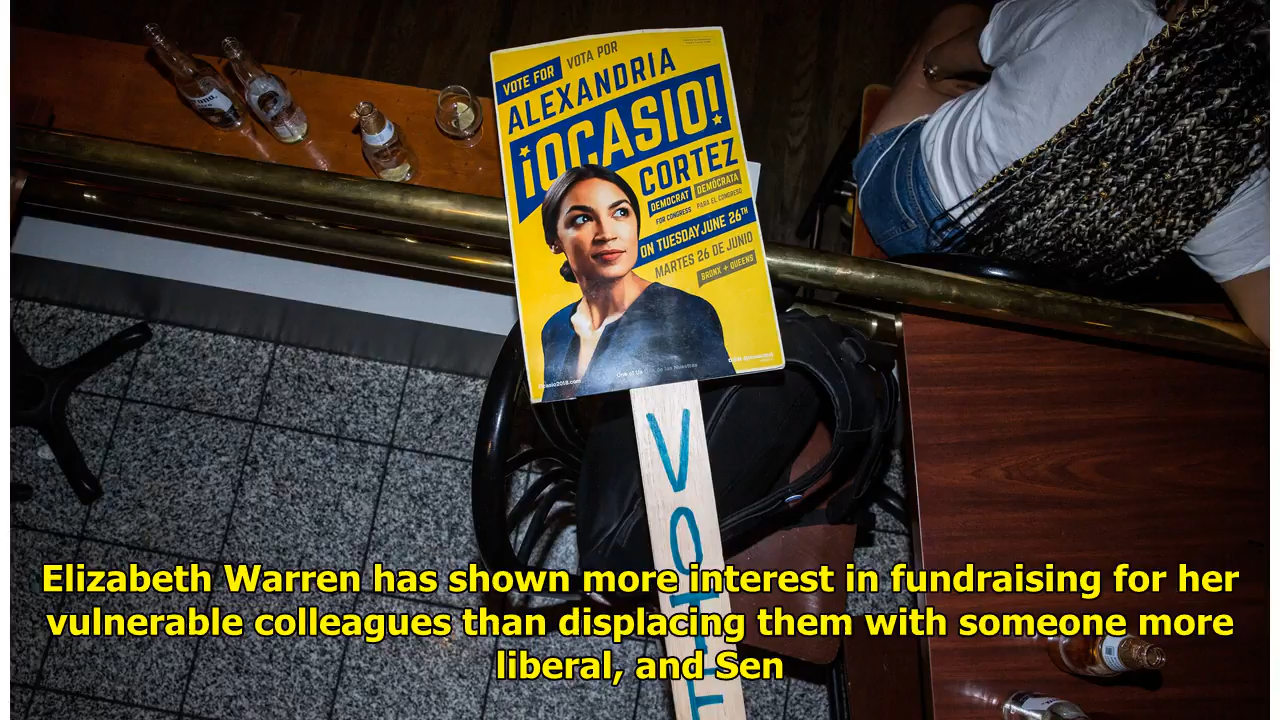 VOTE FOR VOTA POR
ALEXANDRIA
¡OCASIO!
CORTEZ
DEMOCRAT DEMÓCRATA
FOR CONGRESS PARA EL CONGRESO
ON TUESDAY JUNE 26TH
MARTES 26 DE JUNIO
BRONX + QUEENS
VOT
Elizabeth Warren has shown more interest in fundraising for her
vulnerable colleagues than displacing them with someone more
liberal, and Sen